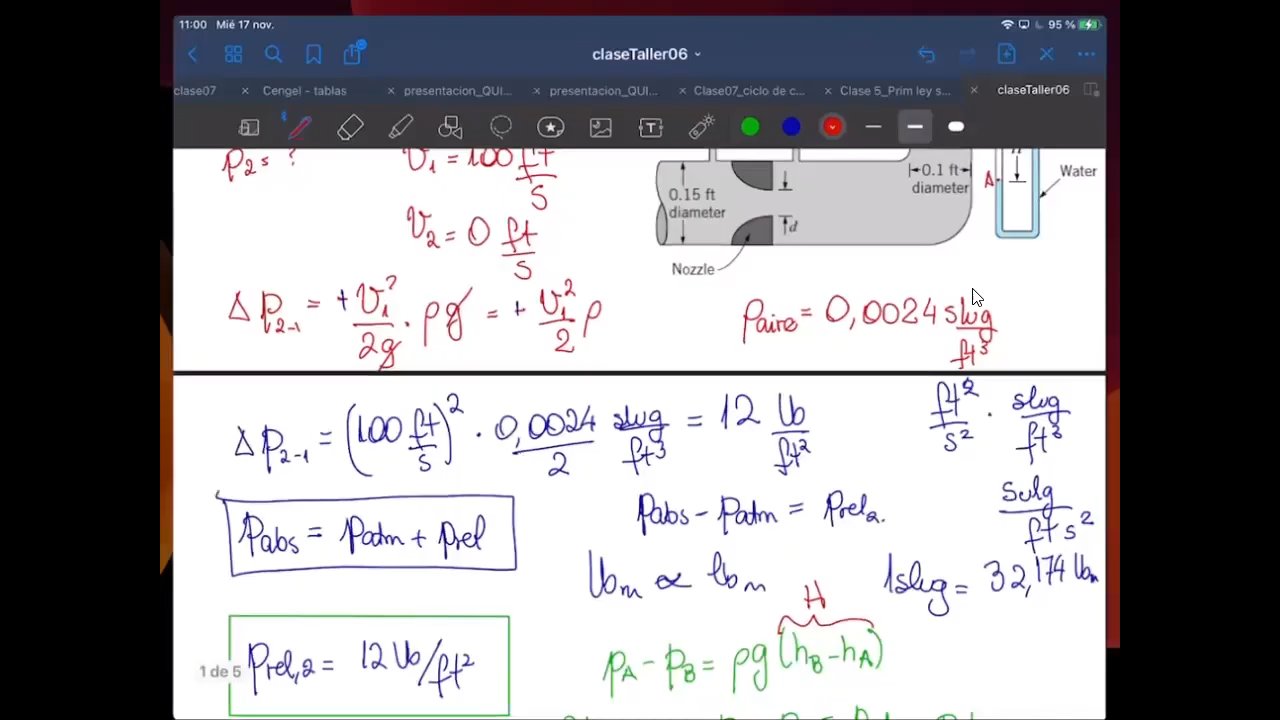 11:00 Mié 17 nov. 95 %
claseTaller06
clase07 Cengel - tablas presentacion_QUI... presentacion_QUI... Clase07_ciclo de c... Clase 5_Prim ley s... claseTaller06
p₂ = ? V₁ = 100 ft/s
V₂ = 0 ft/s
0.15 ft
diameter
0.1 ft
diameter
d
Nozzle
A
Water
Δp₂₋₁ = + V₁²/2g · ρg = + V₁²/2 ρ
ρaire = 0,0024 slug/ft³
Δp₂₋₁ = (100 ft/s)² · 0,0024/2 slug/ft³ = 12 lb/ft²
ft²/s² · slug/ft³
pabs = patm + prel
pabs - patm = prel₂.
sulg/ft s²
lbm ∝ lbm
1slug = 32,174 lbm
H
prel,2 = 12 lb/ft²
pA - pB = ρg (hB - hA)
1 de 5